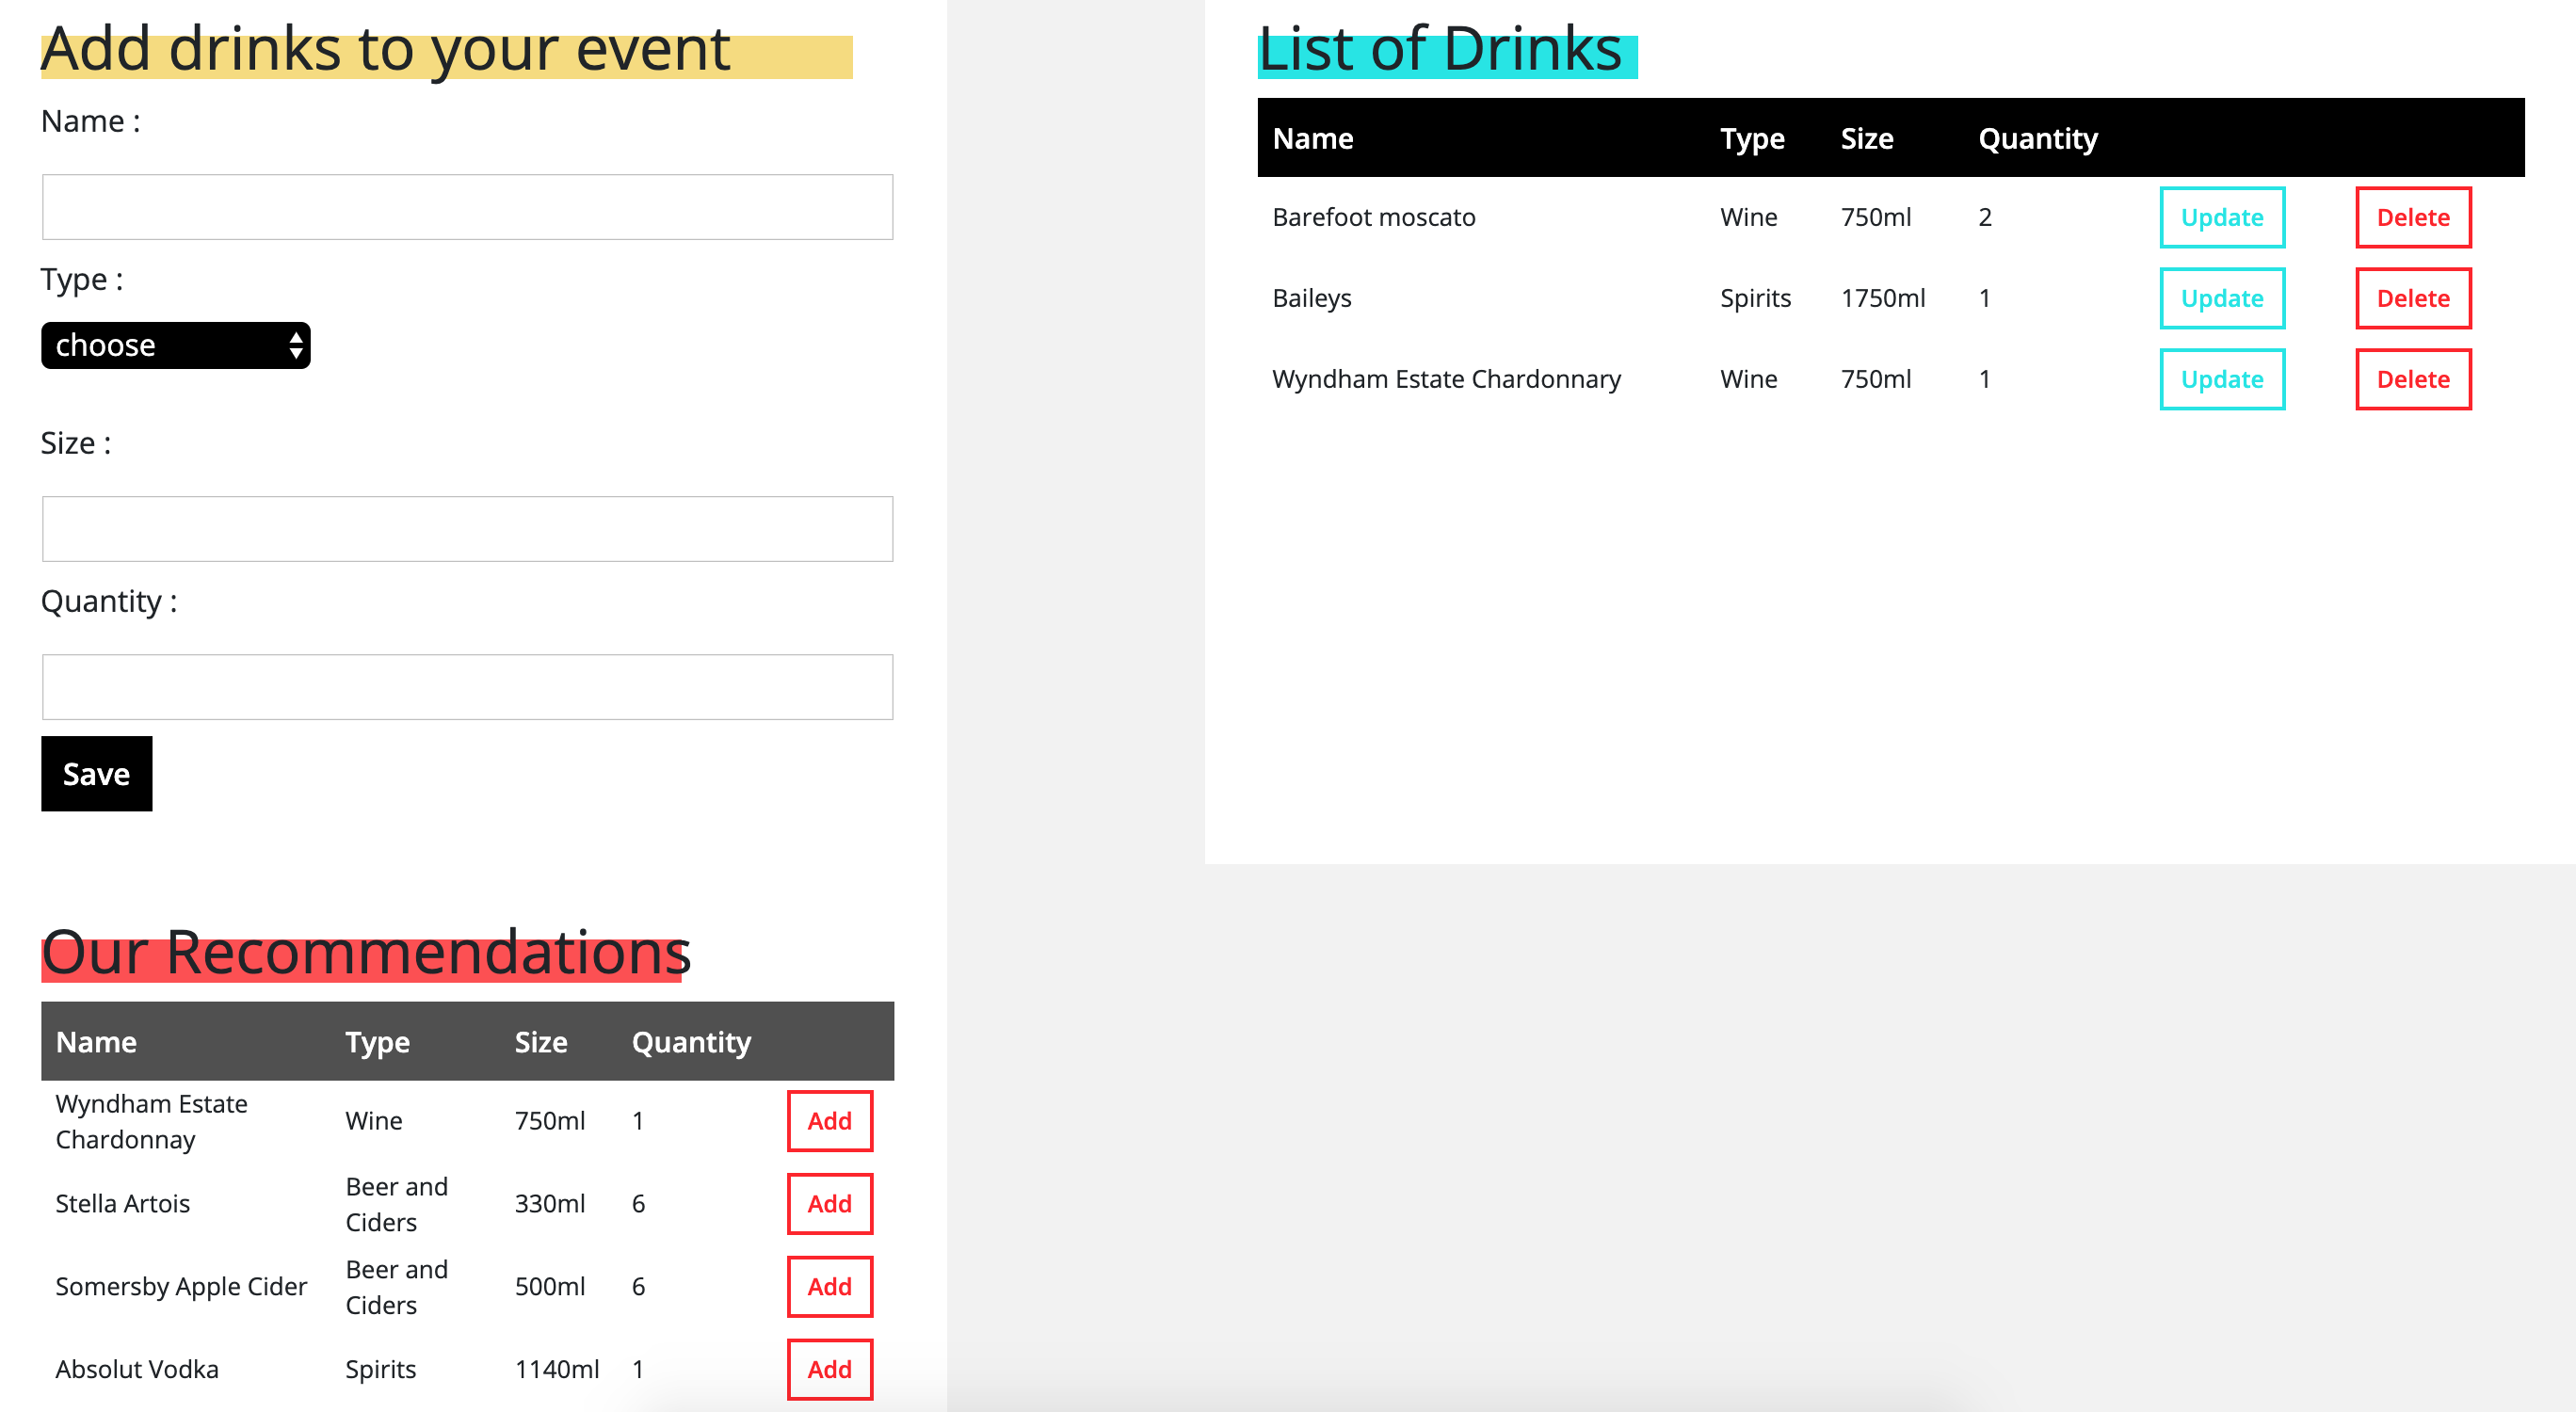 Add drinks to your event
Name :
Type :
choose
Size :
Quantity :
Save
Our Recommendations
Name Type Size Quantity
Wyndham Estate
Chardonnay Wine 750ml 1 Add
Stella Artois Beer and
Ciders 330ml 6 Add
Somersby Apple Cider Beer and
Ciders 500ml 6 Add
Absolut Vodka Spirits 1140ml 1 Add
List of Drinks
Name Type Size Quantity
Barefoot moscato Wine 750ml 2 Update Delete
Baileys Spirits 1750ml 1 Update Delete
Wyndham Estate Chardonnary Wine 750ml 1 Update Delete